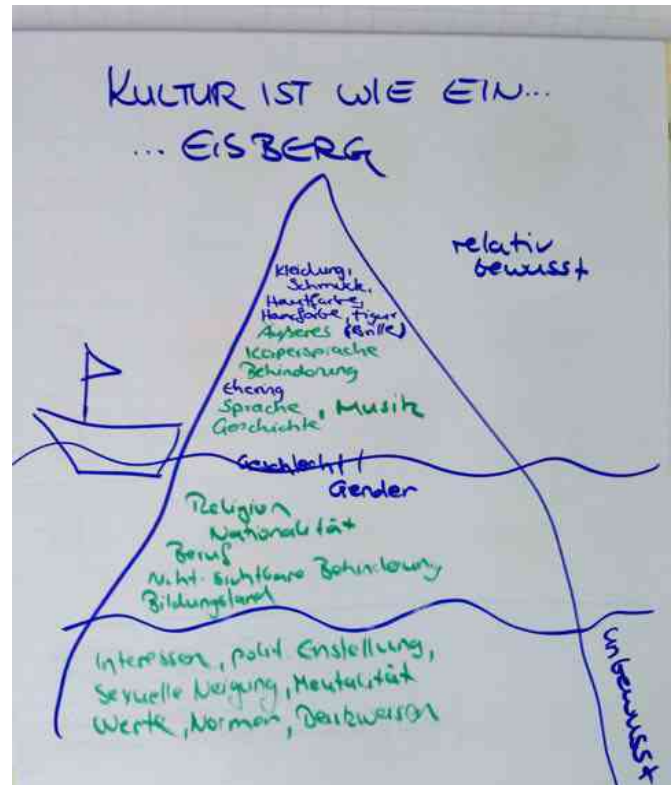 KULTUR IST WIE EIN...
... EISBERG
relativ
bewusst
Kleidung,
Schmuck,
Hautfarbe,
Haarfarbe, Figur
Äußeres (Brille)
Körpersprache
Behinderung
Ehering
Sprache, Musik
Geschichte
Geschlecht /
Gender
Religion
Nationalität
Beruf
Nicht-sichtbare Behinderung
Bildungsstand
Interessen, polit Einstellung,
Sexuelle Neigung, Mentalität
Werte, Normen, Denkweisen
unbewusst